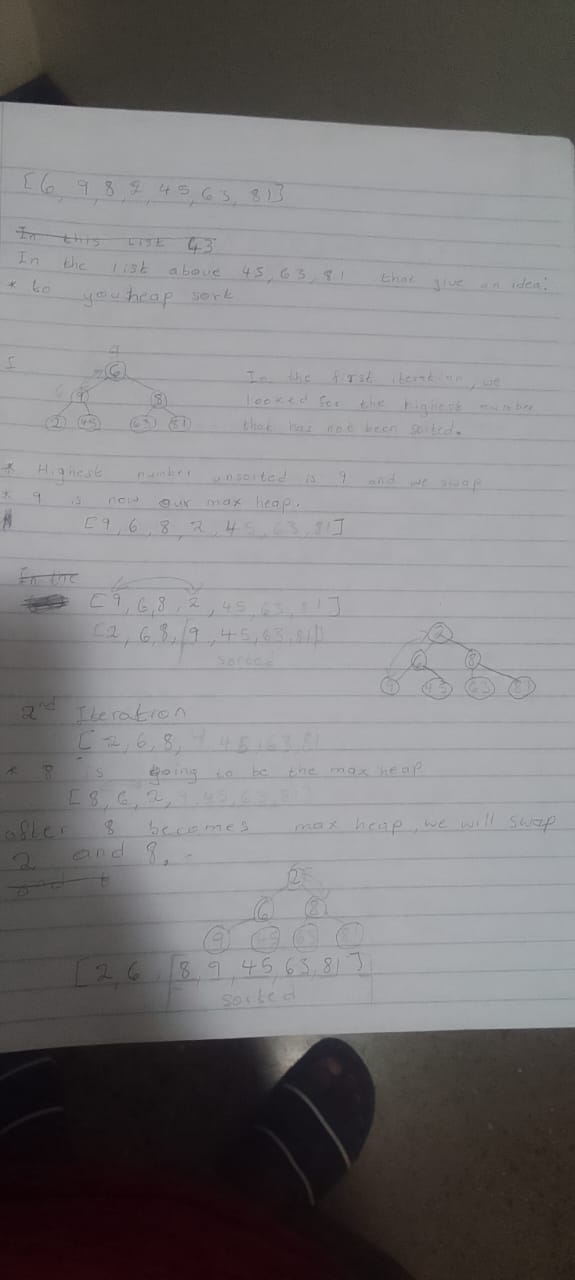 [6, 9, 8, 2, 45, 63, 81]
In this List 43
In the list above 45, 63, 81 that give an idea:
* to you heap sort
I
9
6
9 8
2 45 63 81
In the first iteration, we
looked for the highest number
that has not been sorted.
* Highest number unsorted is 9 and we swap
* 9 is now our max heap.
[9, 6, 8, 2, 45, 63, 81]
In the
[9, 6, 8, 2, 45, 63, 81]
[2, 6, 8, 9, 45, 63, 81]
sorted
2
6 8
9 45 63 81
2nd Iteration
[2, 6, 8, 9 45, 63, 81
* 8 is going to be the max heap
[8, 6, 2, 9, 45, 63, 81]
after 8 becomes max heap, we will swap
2 and 8.
2
6 8
9 45 63 81
[2, 6, 8, 9, 45, 63, 81]
sorted